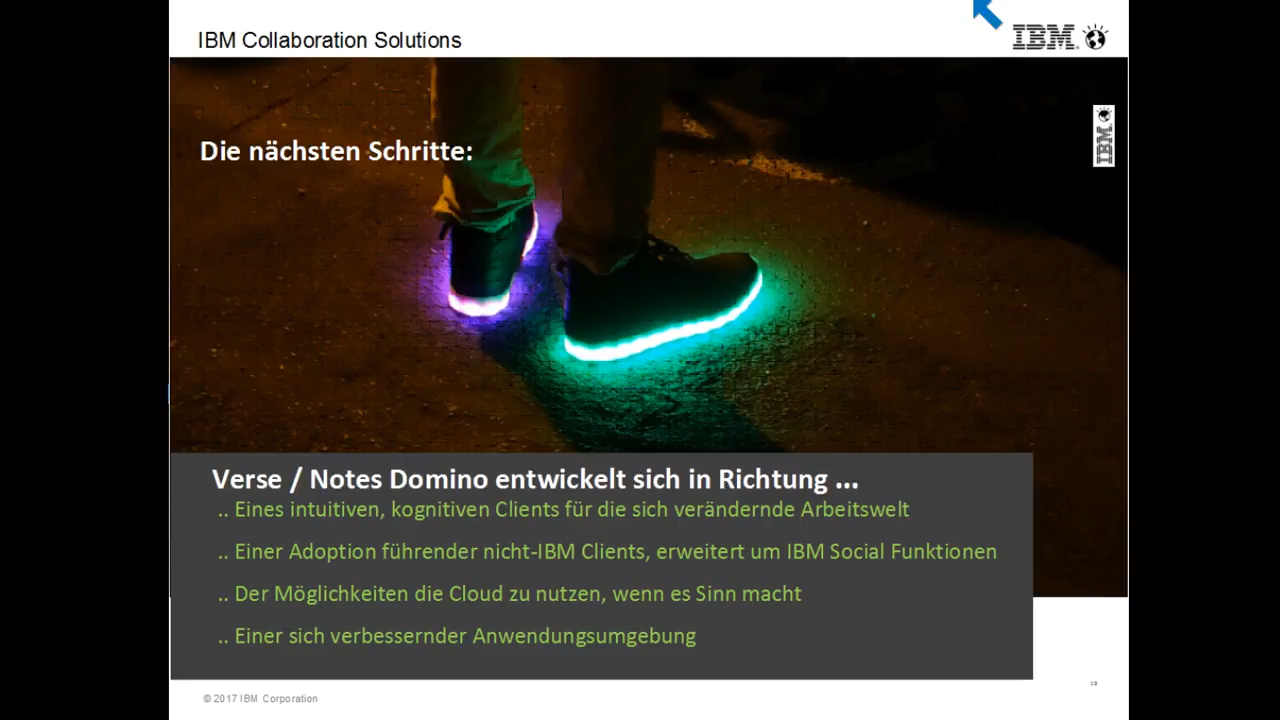 IBM Collaboration Solutions
IBM
IBM
Die nächsten Schritte:
Verse / Notes Domino entwickelt sich in Richtung ...
.. Eines intuitiven, kognitiven Clients für die sich verändernde Arbeitswelt
.. Einer Adoption führender nicht-IBM Clients, erweitert um IBM Social Funktionen
.. Der Möglichkeiten die Cloud zu nutzen, wenn es Sinn macht
.. Einer sich verbessernder Anwendungsumgebung
© 2017 IBM Corporation